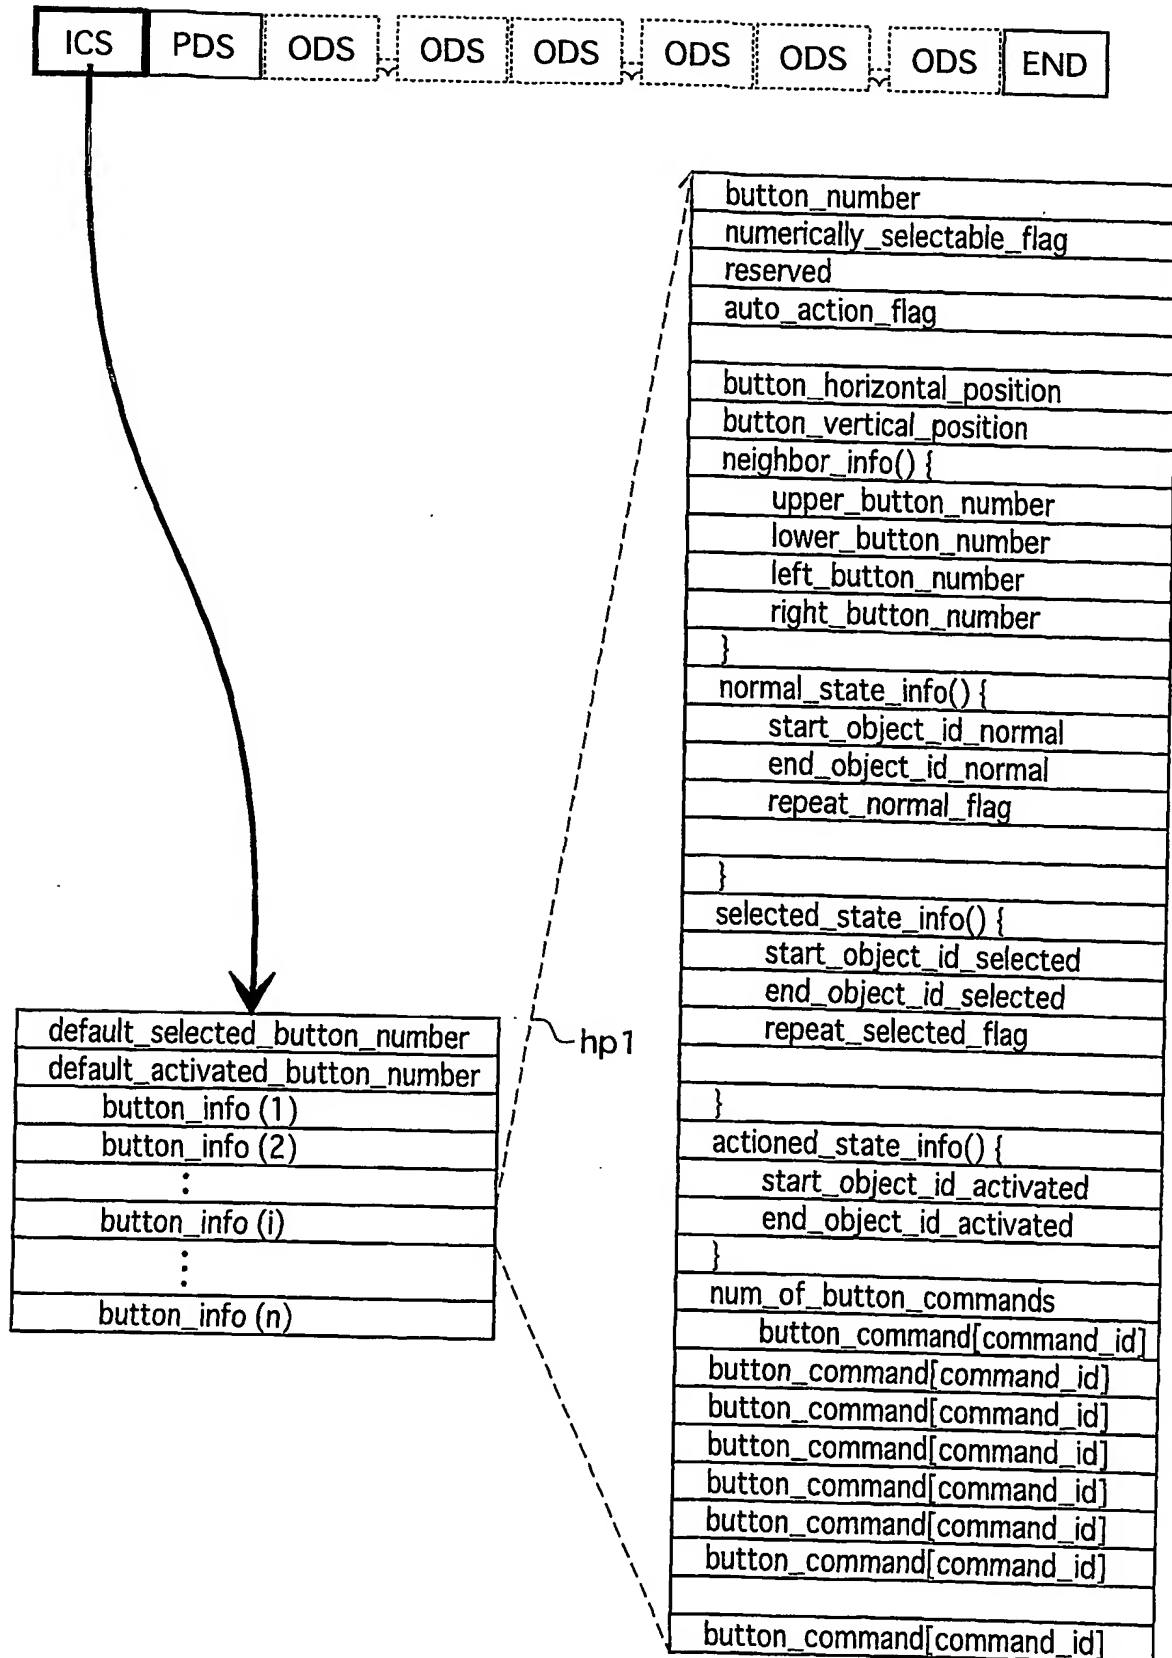 ICS PDS ODS ODS ODS ODS ODS ODS END
button_number
numerically_selectable_flag
reserved
auto_action_flag
button_horizontal_position
button_vertical_position
neighbor_info() {
upper_button_number
lower_button_number
left_button_number
right_button_number
}
normal_state_info() {
start_object_id_normal
end_object_id_normal
repeat_normal_flag
}
selected_state_info() {
start_object_id_selected
end_object_id_selected
repeat_selected_flag
}
actioned_state_info() {
start_object_id_activated
end_object_id_activated
}
num_of_button_commands
button_command[command_id]
button_command[command_id]
button_command[command_id]
button_command[command_id]
button_command[command_id]
button_command[command_id]
button_command[command_id]
button_command[command_id]
hp1
default_selected_button_number
default_activated_button_number
button_info (1)
button_info (2)
⋮
button_info (i)
⋮
button_info (n)